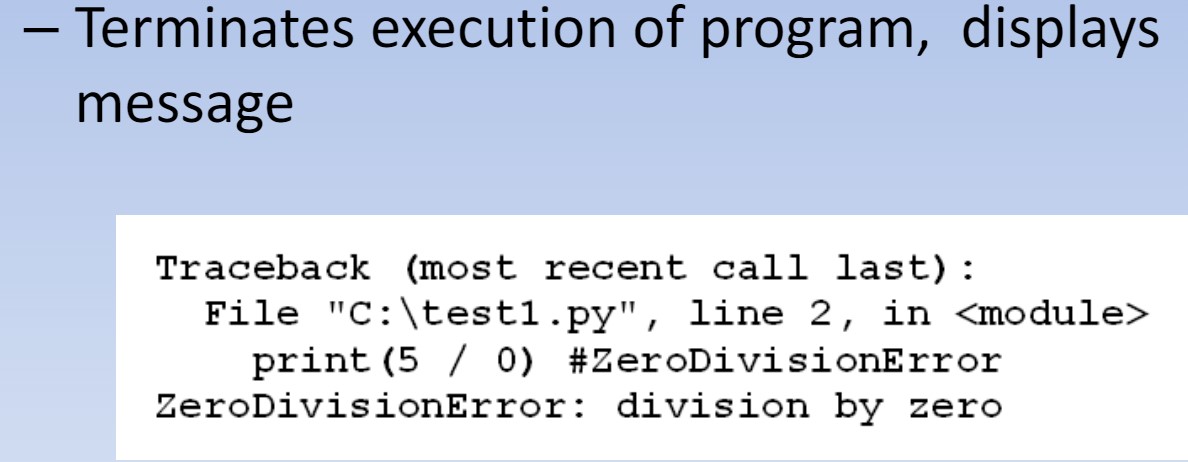 – Terminates execution of program, displays
message
Traceback (most recent call last):
  File "C:\test1.py", line 2, in <module>
    print(5 / 0) #ZeroDivisionError
ZeroDivisionError: division by zero